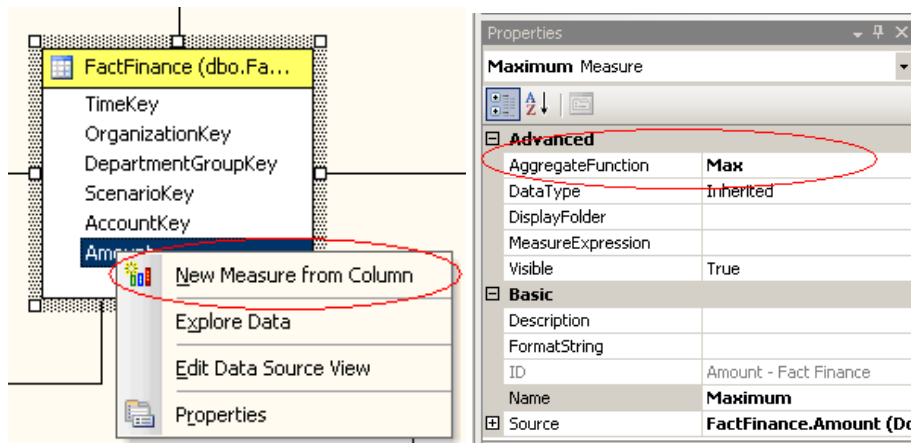 FactFinance (dbo.Fa...
TimeKey
OrganizationKey
DepartmentGroupKey
ScenarioKey
AccountKey
Amount
New Measure from Column
Explore Data
Edit Data Source View
Properties
Properties
Maximum Measure
Advanced
AggregateFunction Max
DataType Inherited
DisplayFolder
MeasureExpression
Visible True
Basic
Description
FormatString
ID Amount - Fact Finance
Name Maximum
Source FactFinance.Amount (Do